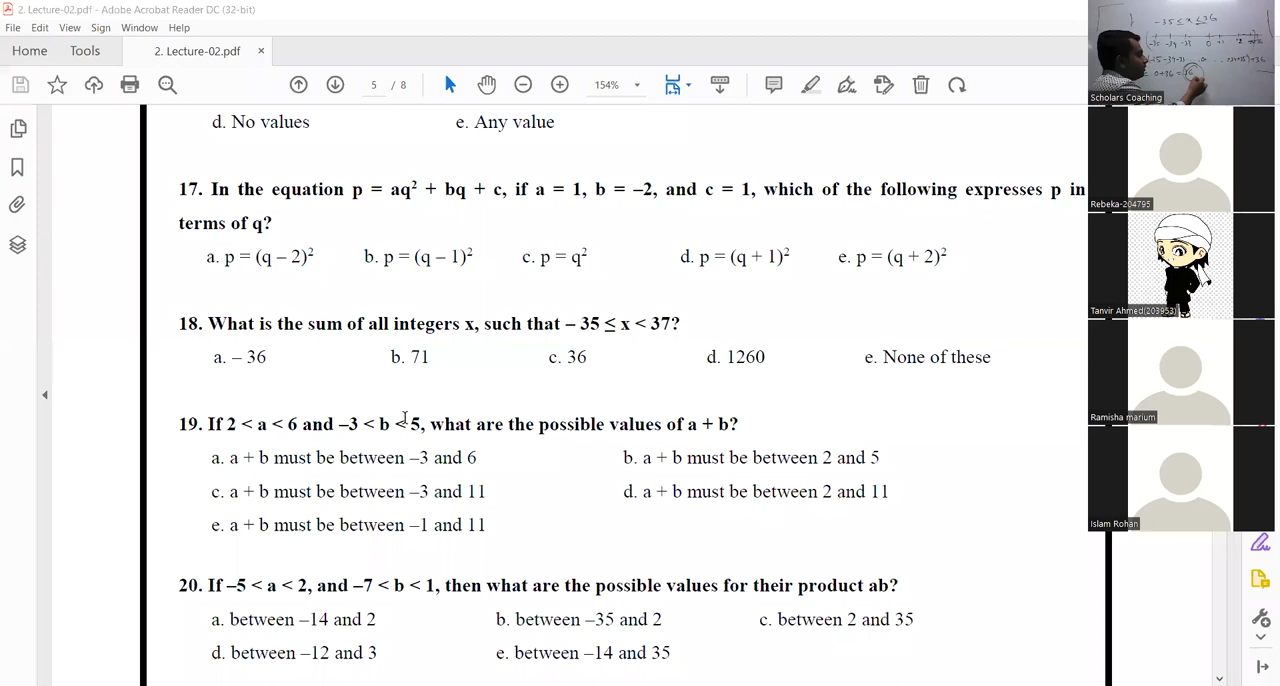 2. Lecture-02.pdf - Adobe Acrobat Reader DC (32-bit)
File Edit View Sign Window Help
Home Tools 2. Lecture-02.pdf ×
5 / 8 154%
d. No values e. Any value
17. In the equation p = aq² + bq + c, if a = 1, b = –2, and c = 1, which of the following expresses p in
terms of q?
a. p = (q – 2)² b. p = (q – 1)² c. p = q² d. p = (q + 1)² e. p = (q + 2)²
18. What is the sum of all integers x, such that – 35 ≤ x < 37?
a. – 36 b. 71 c. 36 d. 1260 e. None of these
19. If 2 < a < 6 and –3 < b < 5, what are the possible values of a + b?
a. a + b must be between –3 and 6 b. a + b must be between 2 and 5
c. a + b must be between –3 and 11 d. a + b must be between 2 and 11
e. a + b must be between –1 and 11
20. If –5 < a < 2, and –7 < b < 1, then what are the possible values for their product ab?
a. between –14 and 2 b. between –35 and 2 c. between 2 and 35
d. between –12 and 3 e. between –14 and 35
-35 ≤ x ≤ 36
0+36 = 36
Scholars Coaching
Rebeka-204795
Tanvir Ahmed(203953)
Ramisha marium
Islam Rohan